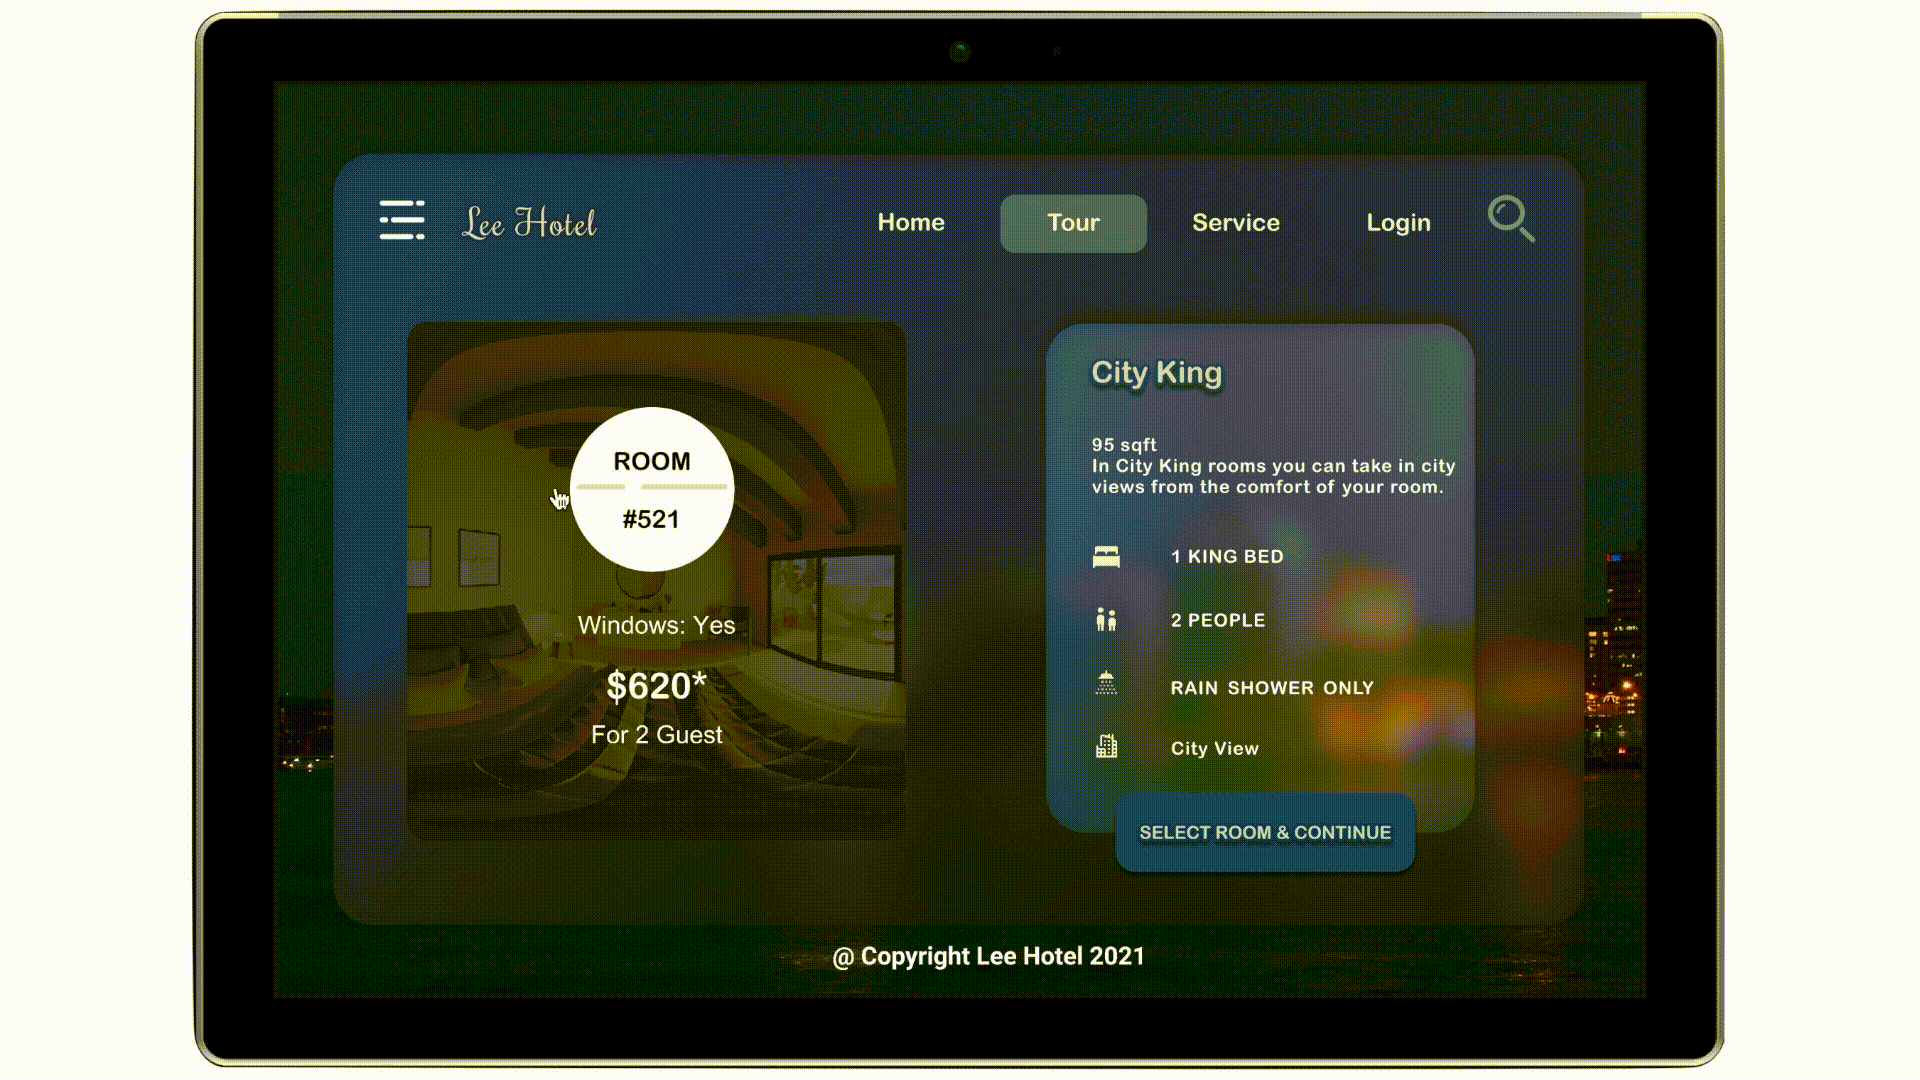 Lee Hotel
Home
Tour
Service
Login
ROOM
#521
Windows: Yes
$620*
For 2 Guest
City King
95 sqft
In City King rooms you can take in city
views from the comfort of your room.
1 KING BED
2 PEOPLE
RAIN SHOWER ONLY
City View
SELECT ROOM & CONTINUE
@ Copyright Lee Hotel 2021